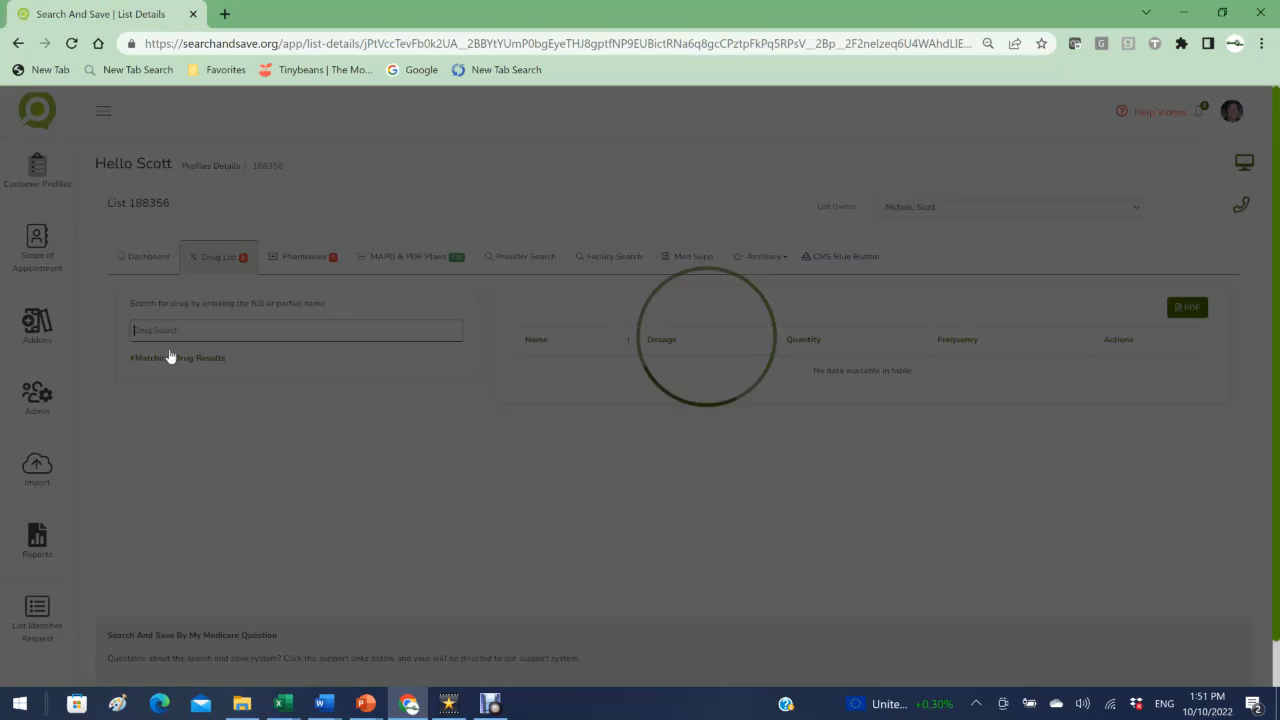 Search And Save | List Details
https://searchandsave.org/app/list-details/jPtVccTevFb0k2UA__2BBYtYUmP0bgEyeTHJ8gptfNP9EUBictRNa6q8gcCPztpFkPq5RPsV__2Bp__2F2nelzeq6U4WAhdLIE...
New Tab
New Tab Search
Favorites
Tinybeans | The Mo...
Google
New Tab Search
Help Videos
Hello Scott
Profiles Details | 188356
Customer Profiles
List 188356
List Owner
Michels, Scott
Scope of Appointment
Dashboard
Drug List 0
Pharmacies 0
MAPD & PDP Plans
Provider Search
Facility Search
Med Supp
Ancillary
CMS Blue Button
Search for drug by entering the full or partial name.
PDF
Drug Search
Addons
Name
Dosage
Quantity
Frequency
Actions
#Matching Drug Results
No data available in table
Admin
Import
Reports
List Identifier Request
Search And Save By My Medicare Question
Questions about the search and save system? Click the support links below and your will be directed to our support system.
Unite...
+0.30%
ENG
1:51 PM
10/10/2022
2